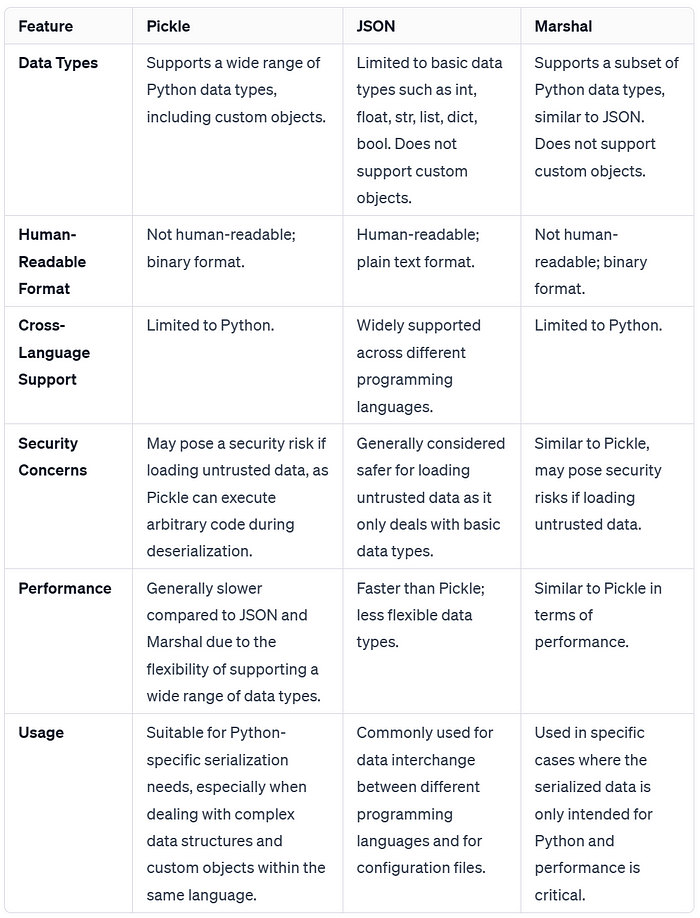 Feature
Pickle
JSON
Marshal
Data Types
Supports a wide range of
Python data types,
including custom objects.
Limited to basic data
types such as int,
float, str, list, dict,
bool. Does not
support custom
objects.
Supports a subset of
Python data types,
similar to JSON.
Does not support
custom objects.
Human-
Readable
Format
Not human-readable;
binary format.
Human-readable;
plain text format.
Not human-
readable; binary
format.
Cross-
Language
Support
Limited to Python.
Widely supported
across different
programming
languages.
Limited to Python.
Security
Concerns
May pose a security risk if
loading untrusted data, as
Pickle can execute
arbitrary code during
deserialization.
Generally considered
safer for loading
untrusted data as it
only deals with basic
data types.
Similar to Pickle,
may pose security
risks if loading
untrusted data.
Performance
Generally slower
compared to JSON and
Marshal due to the
flexibility of supporting a
wide range of data types.
Faster than Pickle;
less flexible data
types.
Similar to Pickle in
terms of
performance.
Usage
Suitable for Python-
specific serialization
needs, especially when
dealing with complex
data structures and
custom objects within the
same language.
Commonly used for
data interchange
between different
programming
languages and for
configuration files.
Used in specific
cases where the
serialized data is
only intended for
Python and
performance is
critical.